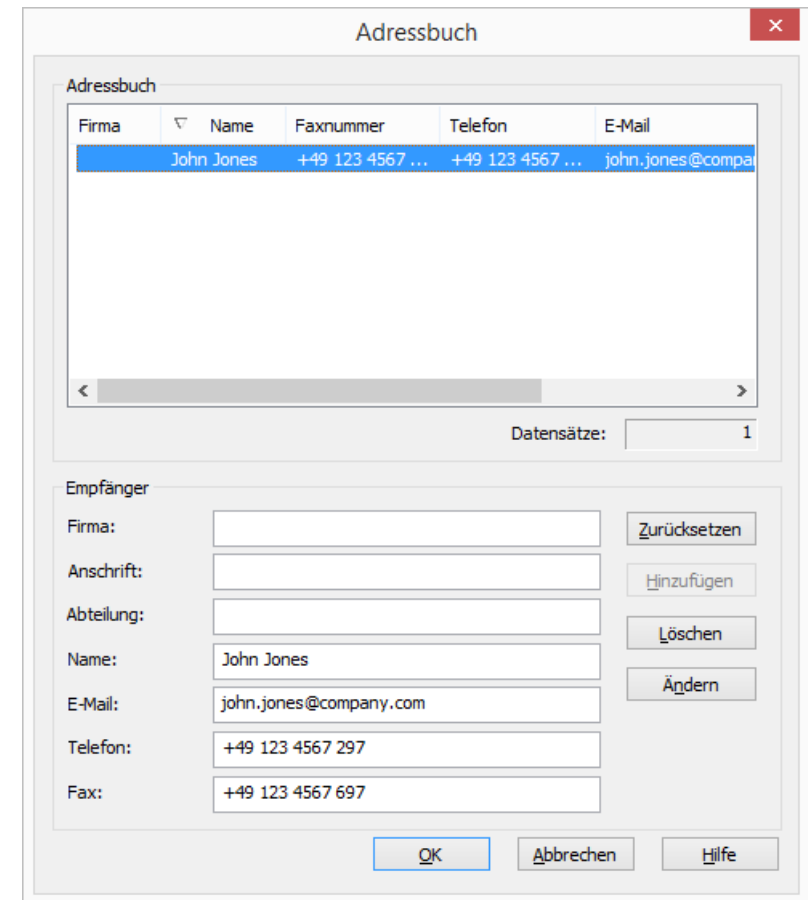 Adressbuch
Adressbuch
Firma Name Faxnummer Telefon E-Mail
John Jones +49 123 4567 ... +49 123 4567 ... john.jones@compa
Datensätze: 1
Empfänger
Firma:
Zurücksetzen
Anschrift:
Hinzufügen
Abteilung:
Löschen
Name: John Jones
Ändern
E-Mail: john.jones@company.com
Telefon: +49 123 4567 297
Fax: +49 123 4567 697
OK Abbrechen Hilfe